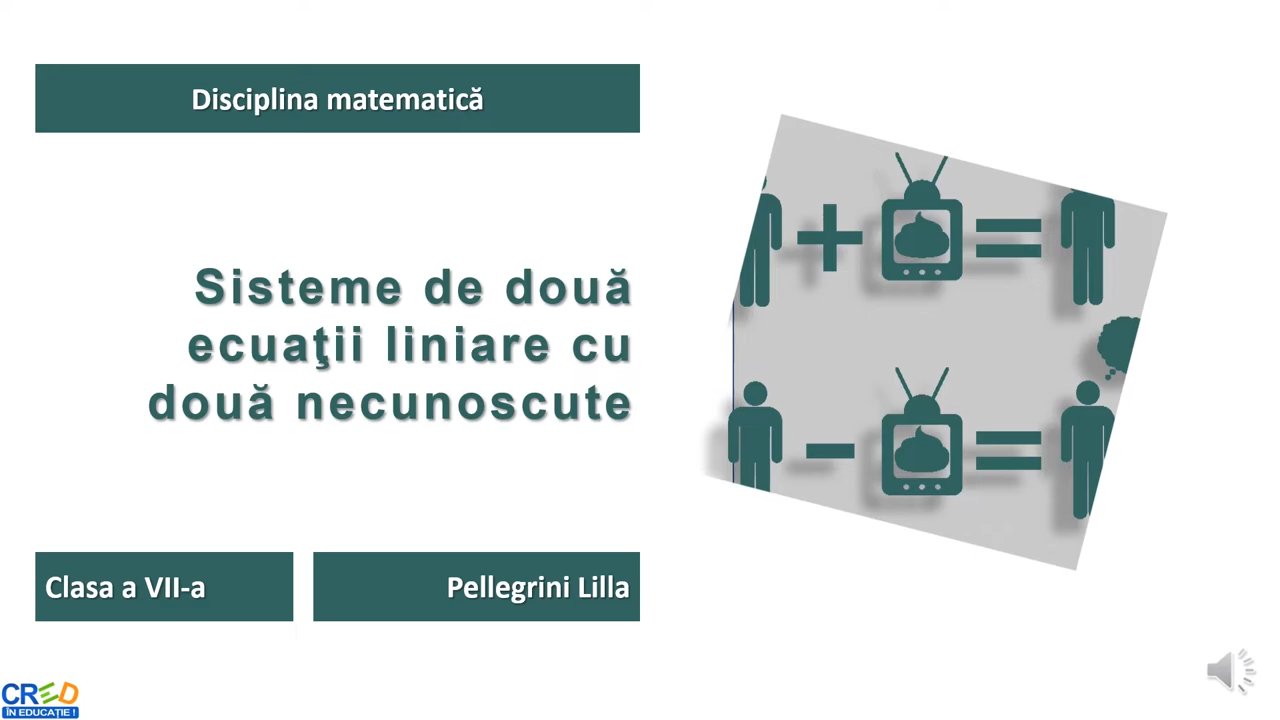 Disciplina matematică
Sisteme de două
ecuaţii liniare cu
două necunoscute
Clasa a VII-a
Pellegrini Lilla
CRED
ÎN EDUCAȚIE !